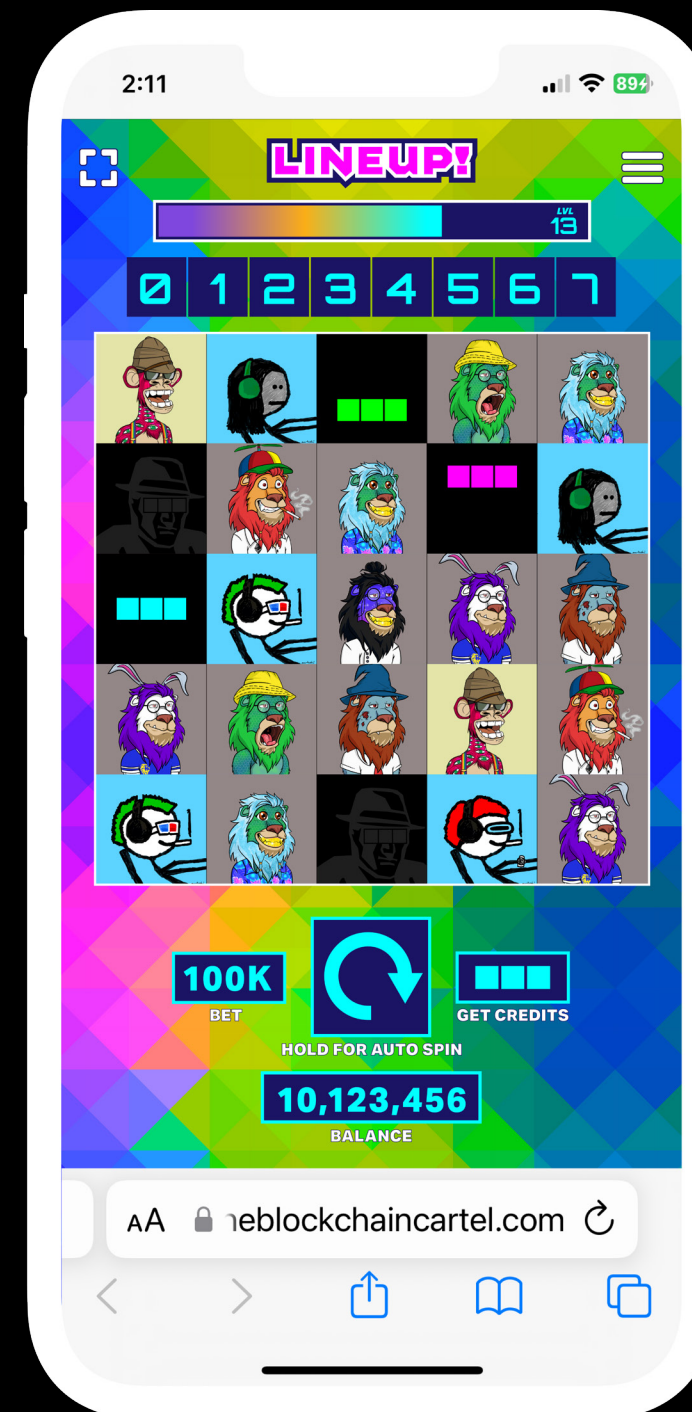 2:11
89
LINEUP!
LVL
13
0 1 2 3 4 5 6 7
100K
BET
HOLD FOR AUTO SPIN
GET CREDITS
10,123,456
BALANCE
AA neblockchaincartel.com